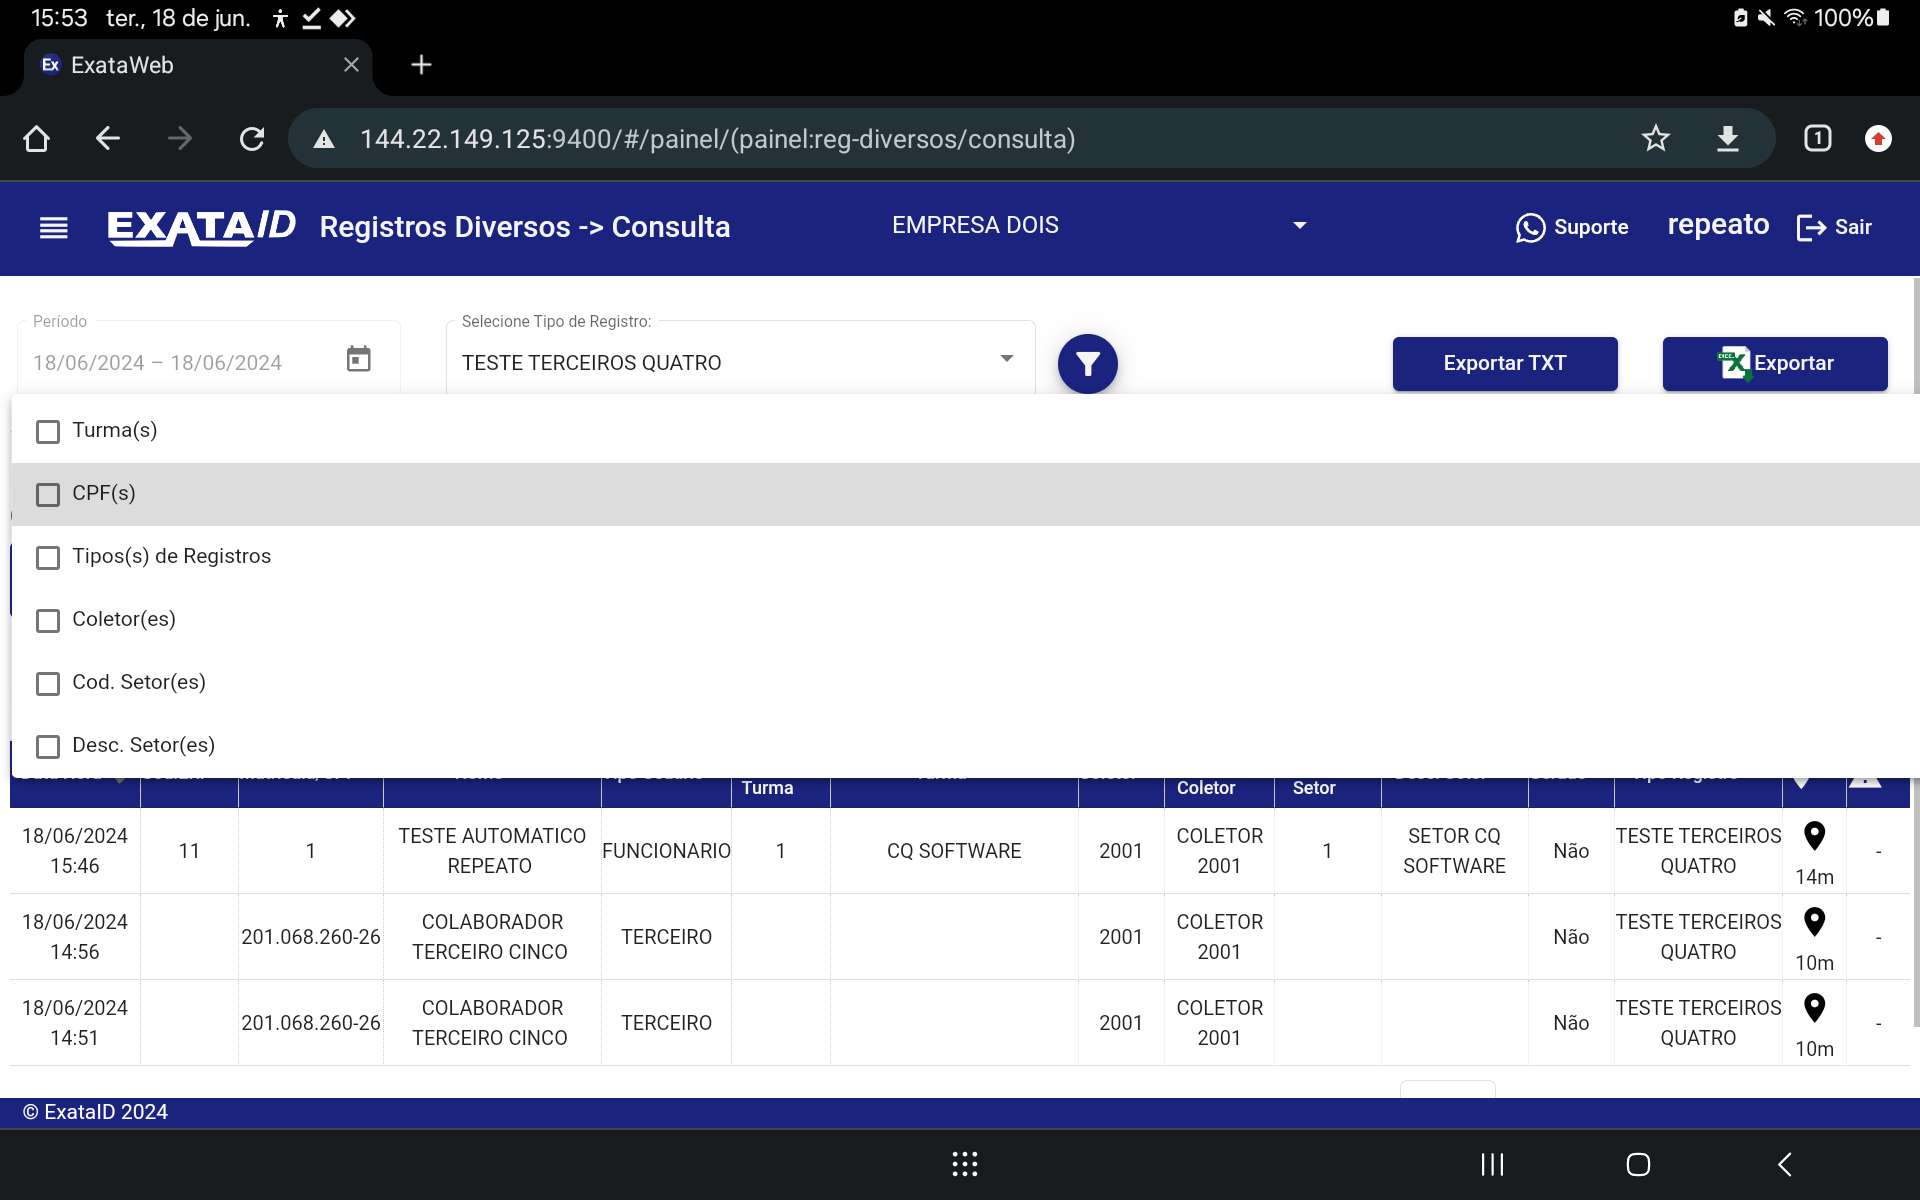 15:53 ter., 18 de jun. 100%
Ex ExataWeb
144.22.149.125:9400/#/painel/(painel:reg-diversos/consulta) 1
EXATAID Registros Diversos -> Consulta EMPRESA DOIS Suporte repeato Sair
Período Selecione Tipo de Registro:
18/06/2024 – 18/06/2024 TESTE TERCEIROS QUATRO Exportar TXT Exportar
Turma(s)
CPF(s)
Tipos(s) de Registros
Coletor(es)
Cod. Setor(es)
Desc. Setor(es)
Turma Coletor Setor
18/06/2024 15:46 11 1 TESTE AUTOMATICO REPEATO FUNCIONARIO 1 CQ SOFTWARE 2001 COLETOR 2001 1 SETOR CQ SOFTWARE Não TESTE TERCEIROS QUATRO 14m -
18/06/2024 14:56 201.068.260-26 COLABORADOR TERCEIRO CINCO TERCEIRO 2001 COLETOR 2001 Não TESTE TERCEIROS QUATRO 10m -
18/06/2024 14:51 201.068.260-26 COLABORADOR TERCEIRO CINCO TERCEIRO 2001 COLETOR 2001 Não TESTE TERCEIROS QUATRO 10m -
© ExataID 2024